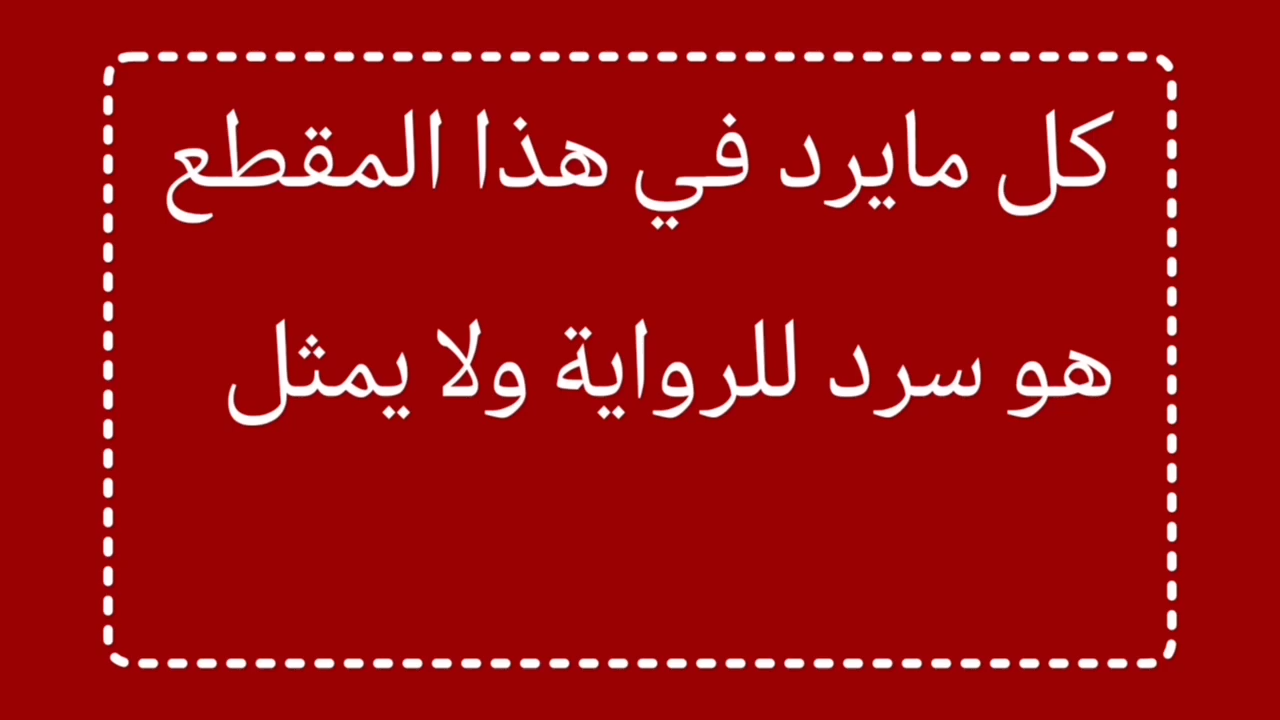 كل مايرد في هذا المقطع
هو سرد للرواية ولا يمثل